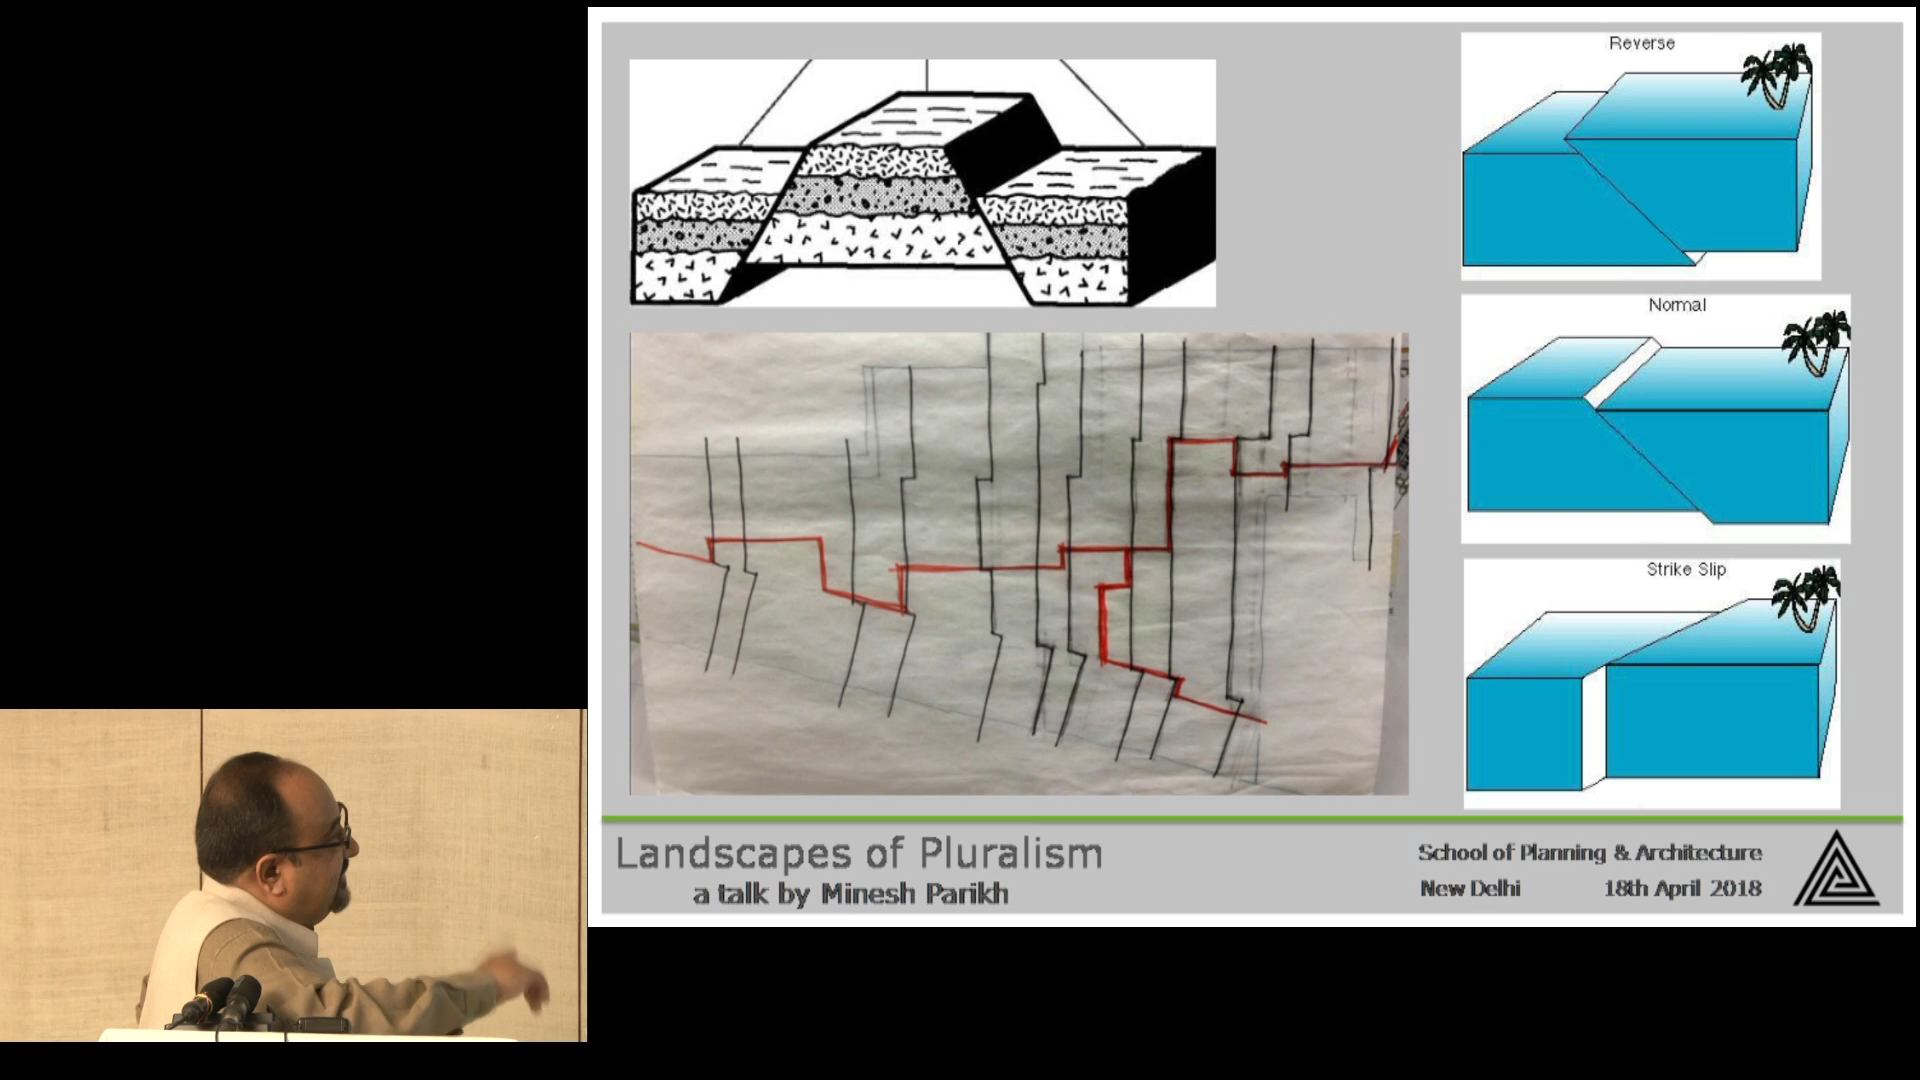 Reverse
Normal
Strike Slip
Landscapes of Pluralism
a talk by Minesh Parikh
School of Planning & Architecture
New Delhi 18th April 2018